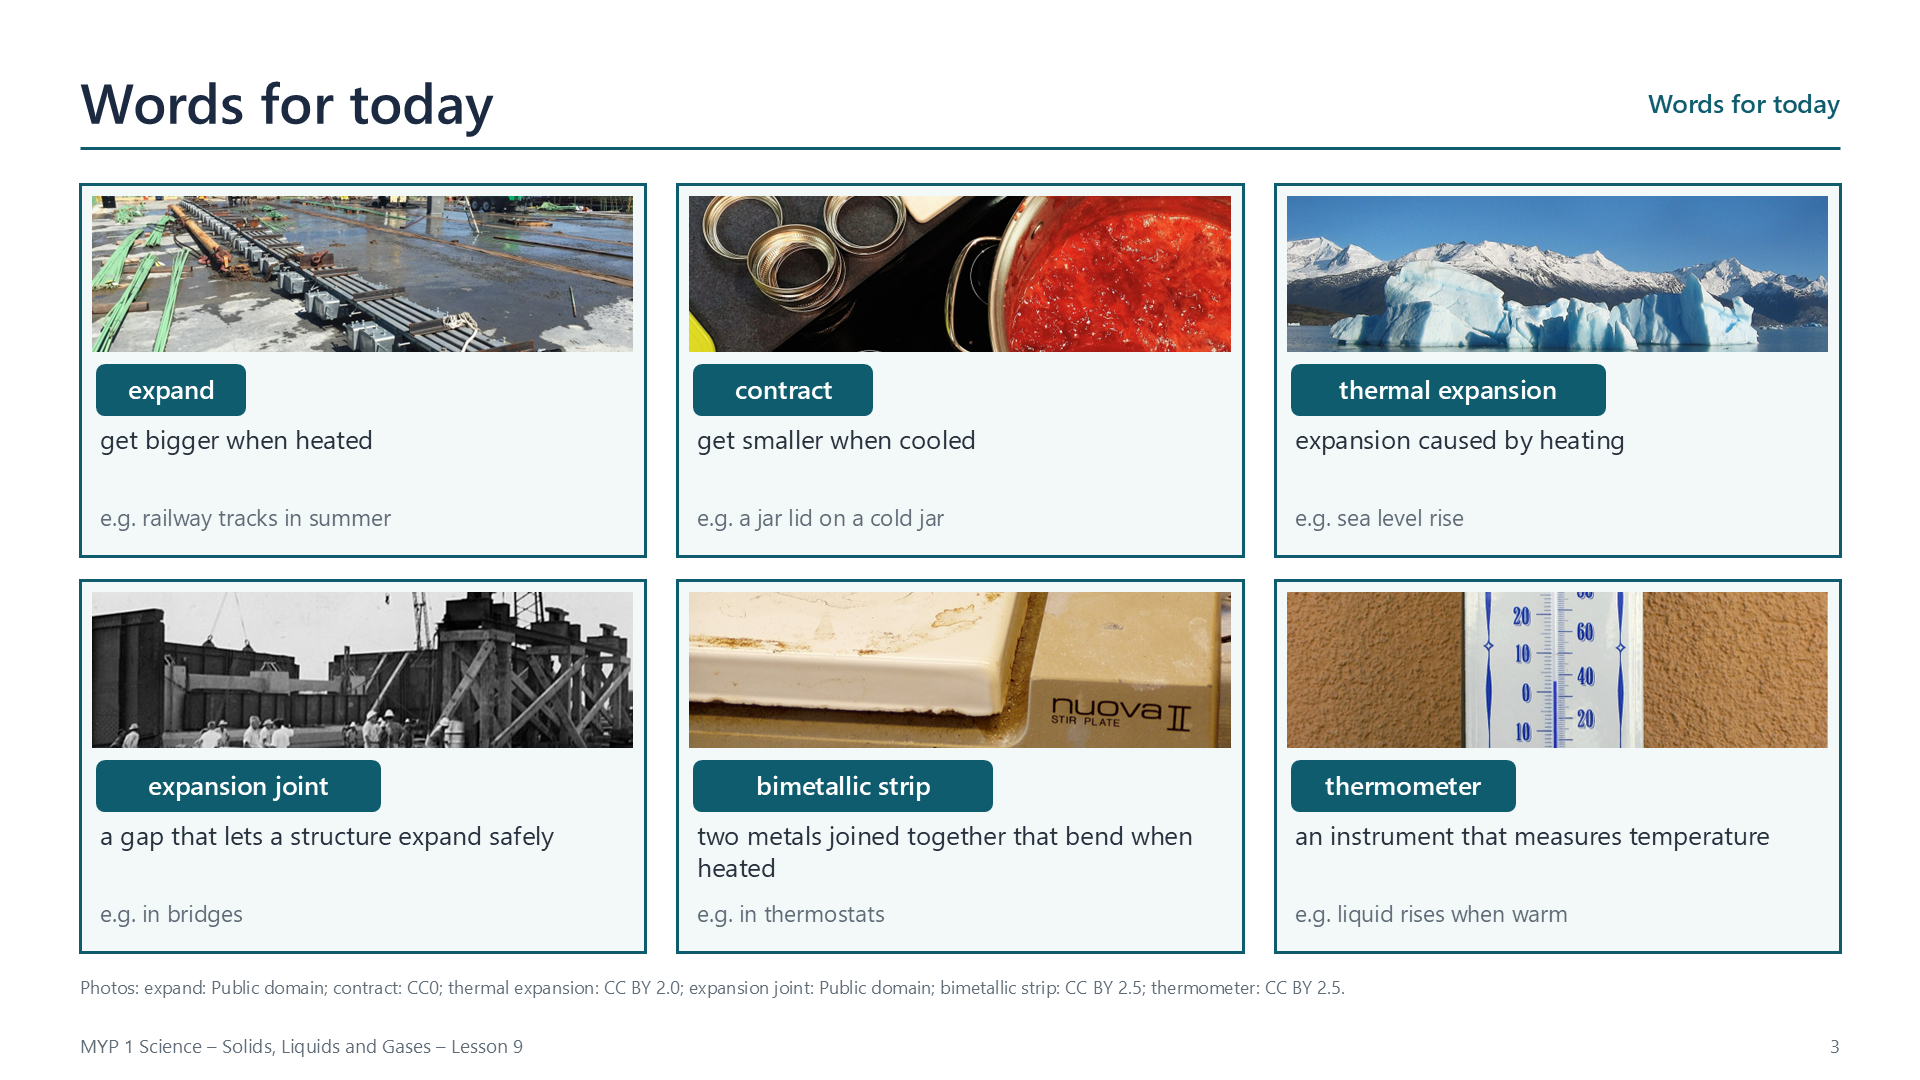 Words for today
Words for today
expand
get bigger when heated
e.g. railway tracks in summer
contract
get smaller when cooled
e.g. a jar lid on a cold jar
thermal expansion
expansion caused by heating
e.g. sea level rise
expansion joint
a gap that lets a structure expand safely
e.g. in bridges
nuova II
STIR PLATE
bimetallic strip
two metals joined together that bend when
heated
e.g. in thermostats
20 60
10
40
0
20
10
thermometer
an instrument that measures temperature
e.g. liquid rises when warm
Photos: expand: Public domain; contract: CC0; thermal expansion: CC BY 2.0; expansion joint: Public domain; bimetallic strip: CC BY 2.5; thermometer: CC BY 2.5.
MYP 1 Science – Solids, Liquids and Gases – Lesson 9
3